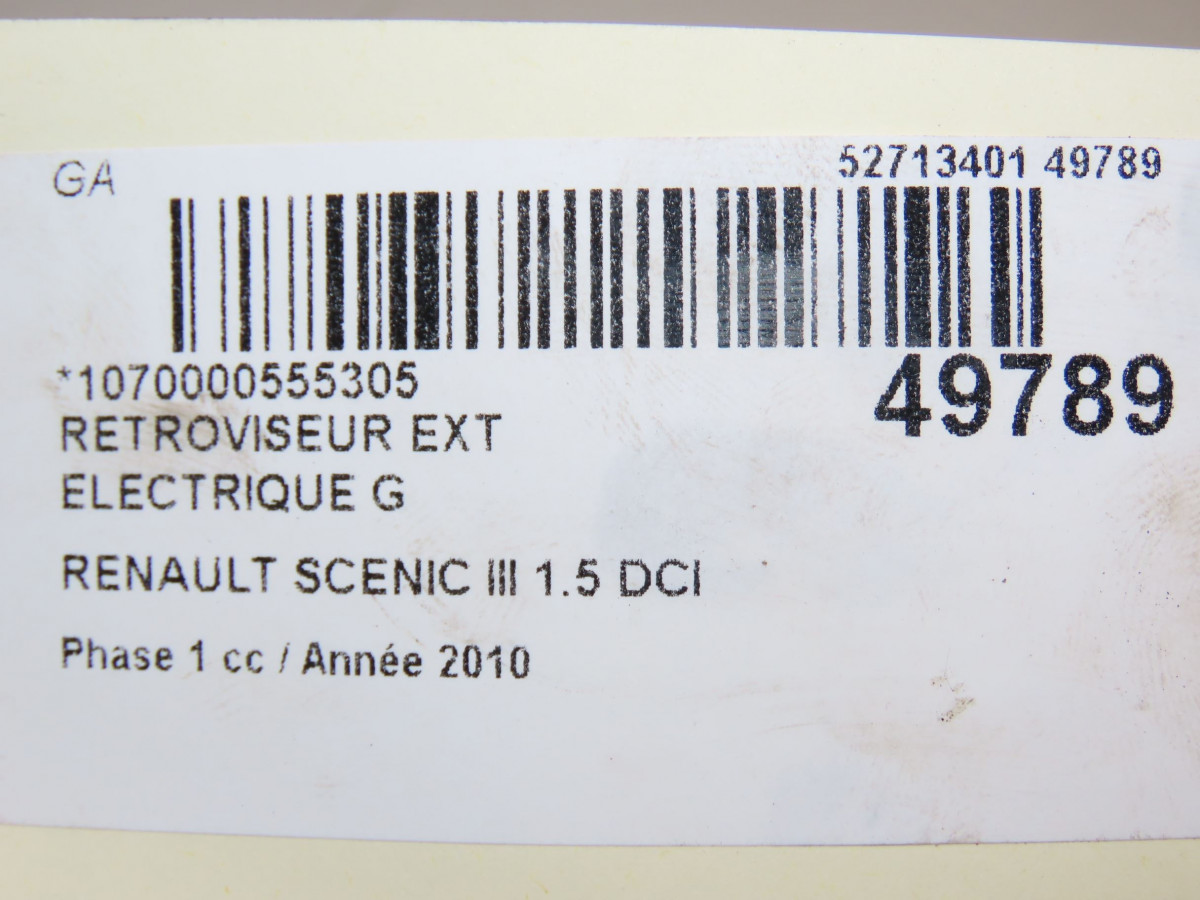 GA
52713401 49789
*1070000555305
49789
RETROVISEUR EXT
ELECTRIQUE G
RENAULT SCENIC III 1.5 DCI
Phase 1 cc / Année 2010